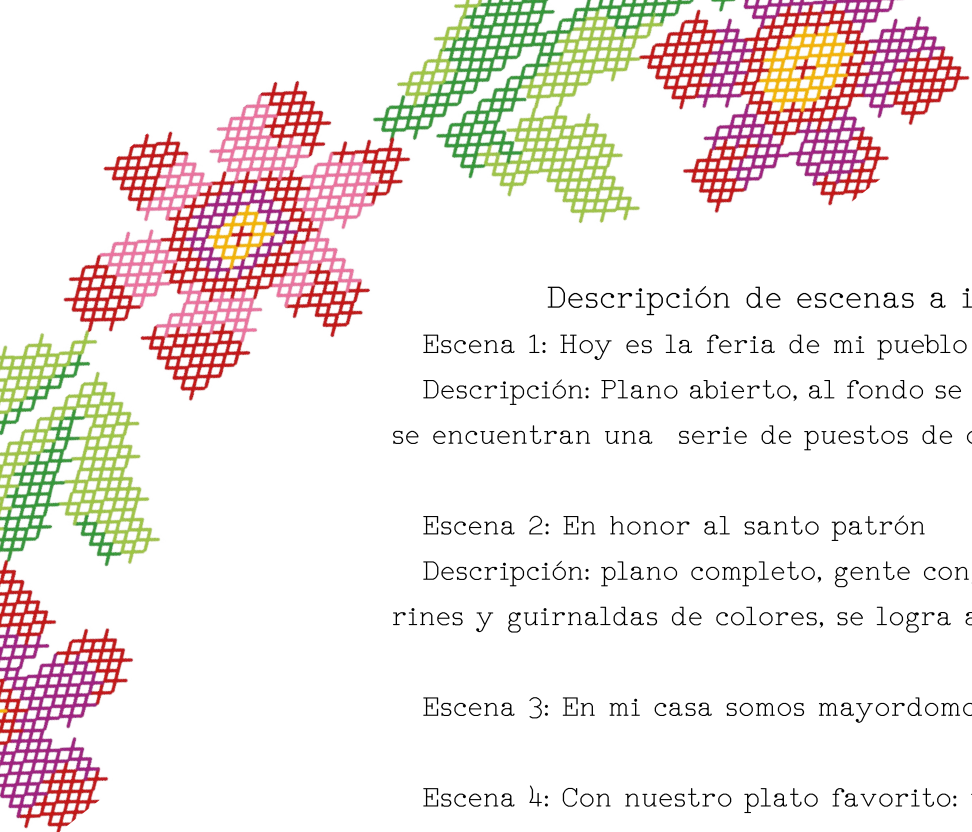 Descripción de escenas a
Escena 1: Hoy es la feria de mi pueblo
Descripción: Plano abierto, al fondo se
se encuentran una serie de puestos de
Escena 2: En honor al santo patrón
Descripción: plano completo, gente con
rines y guirnaldas de colores, se logra
Escena 3: En mi casa somos mayordomo
Escena 4: Con nuestro plato favorito: